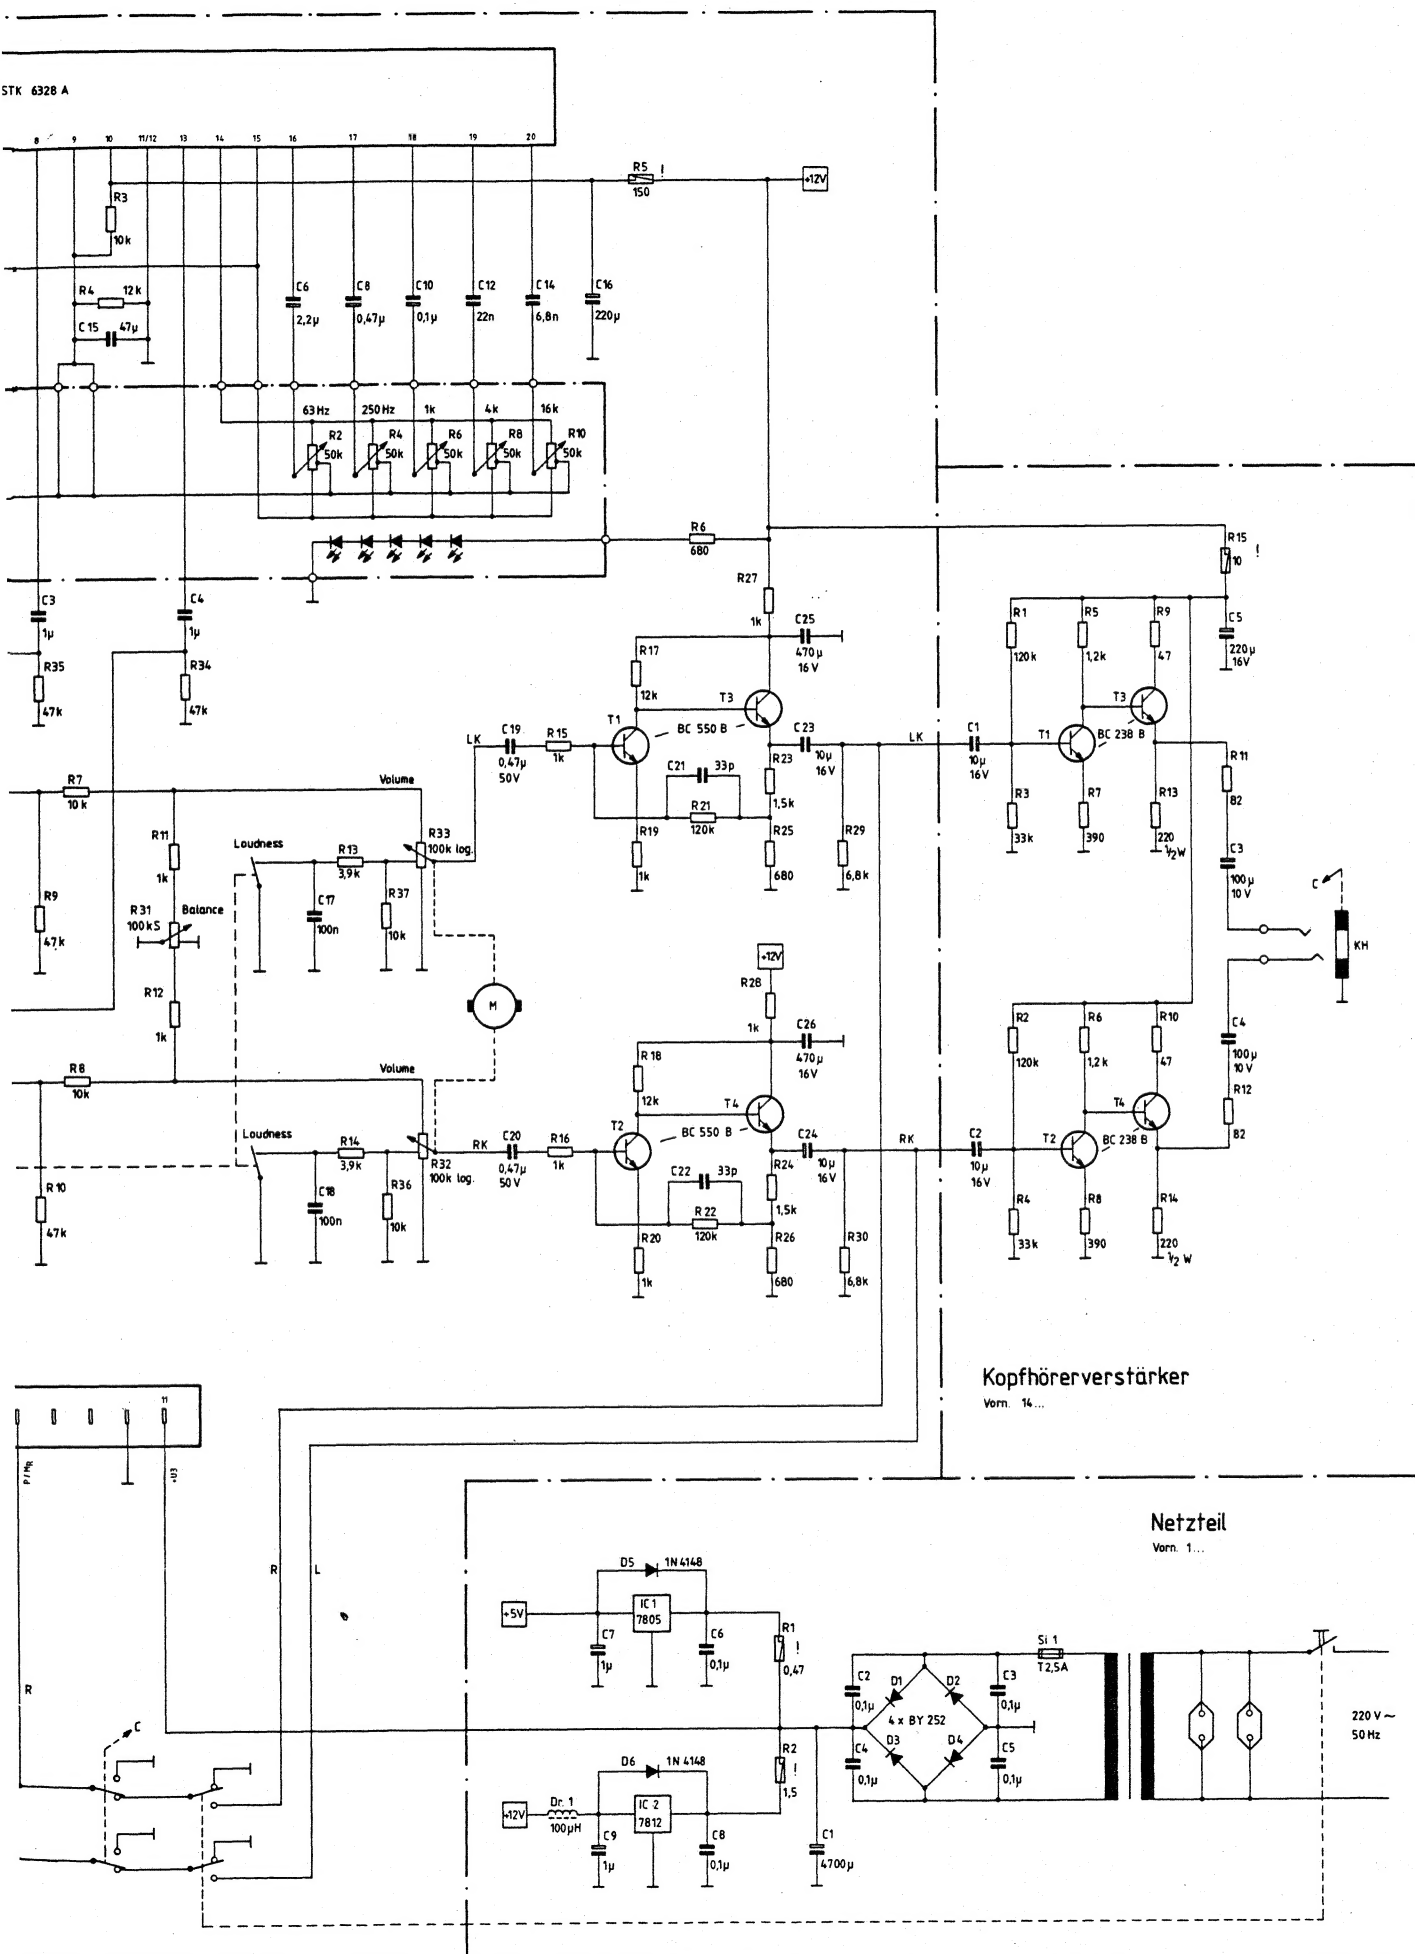 STK 6328 A
8 9 10 11/12 13 14 15 16 17 18 19 20
R3
10k
R5 !
150
+12V
R4 12k
C15 47µ
C6
2,2µ
C8
0,47µ
C10
0,1µ
C12
22n
C14
6,8n
C16
220µ
63Hz 250Hz 1k 4k 16k
R2
50k
R4
50k
R6
50k
R8
50k
R10
50k
R6
680
R15 !
10
C3
1µ
R35
47k
C4
1µ
R34
47k
R27
1k
C25
470µ
16V
R17
12k
T3
T1
BC 550 B
LK
C19
0,47µ
50V
R15
1k
C21 33p
R21
120k
R19
1k
C23
10µ
16V
R23
1,5k
R25
680
R29
6,8k
LK
C1
10µ
16V
R1
120k
R5
1,2k
R9
47
C5
220µ
16V
T3
T1
BC 238 B
R3
33k
R7
390
R13
220
½W
R11
82
C3
100µ
10V
C
KH
R7
10k
Volume
R11
1k
R9
47k
R31
100kS
Balance
R12
1k
Loudness
R13
3,9k
C17
100n
R37
10k
R33
100k log.
M
R8
10k
Volume
R10
47k
Loudness
R14
3,9k
C18
100n
R36
10k
R32
100k log.
RK
C20
0,47µ
50V
R16
1k
+12V
R28
1k
C26
470µ
16V
R18
12k
T4
T2
BC 550 B
C22 33p
R22
120k
R20
1k
C24
10µ
16V
R24
1,5k
R26
680
R30
6,8k
RK
C2
10µ
16V
R2
120k
R6
1,2k
R10
47
T4
T2
BC 238 B
R4
33k
R8
390
R14
220
½ W
C4
100µ
10V
R12
82
Kopfhörerverstärker
Vorn. 14...
11
P/MR
+U3
R
R
L
C
Netzteil
Vorn. 1...
D5 1N4148
+5V
IC1
7805
C7
1µ
C6
0,1µ
R1
!
0,47
D6 1N4148
+12V
Dr. 1
100µH
IC 2
7812
C9
1µ
C8
0,1µ
R2
!
1,5
C1
4700µ
C2
0,1µ
C4
0,1µ
D1 D2
4 x BY 252
D3 D4
C3
0,1µ
C5
0,1µ
Si 1
T2,5A
220 V ~
50 Hz